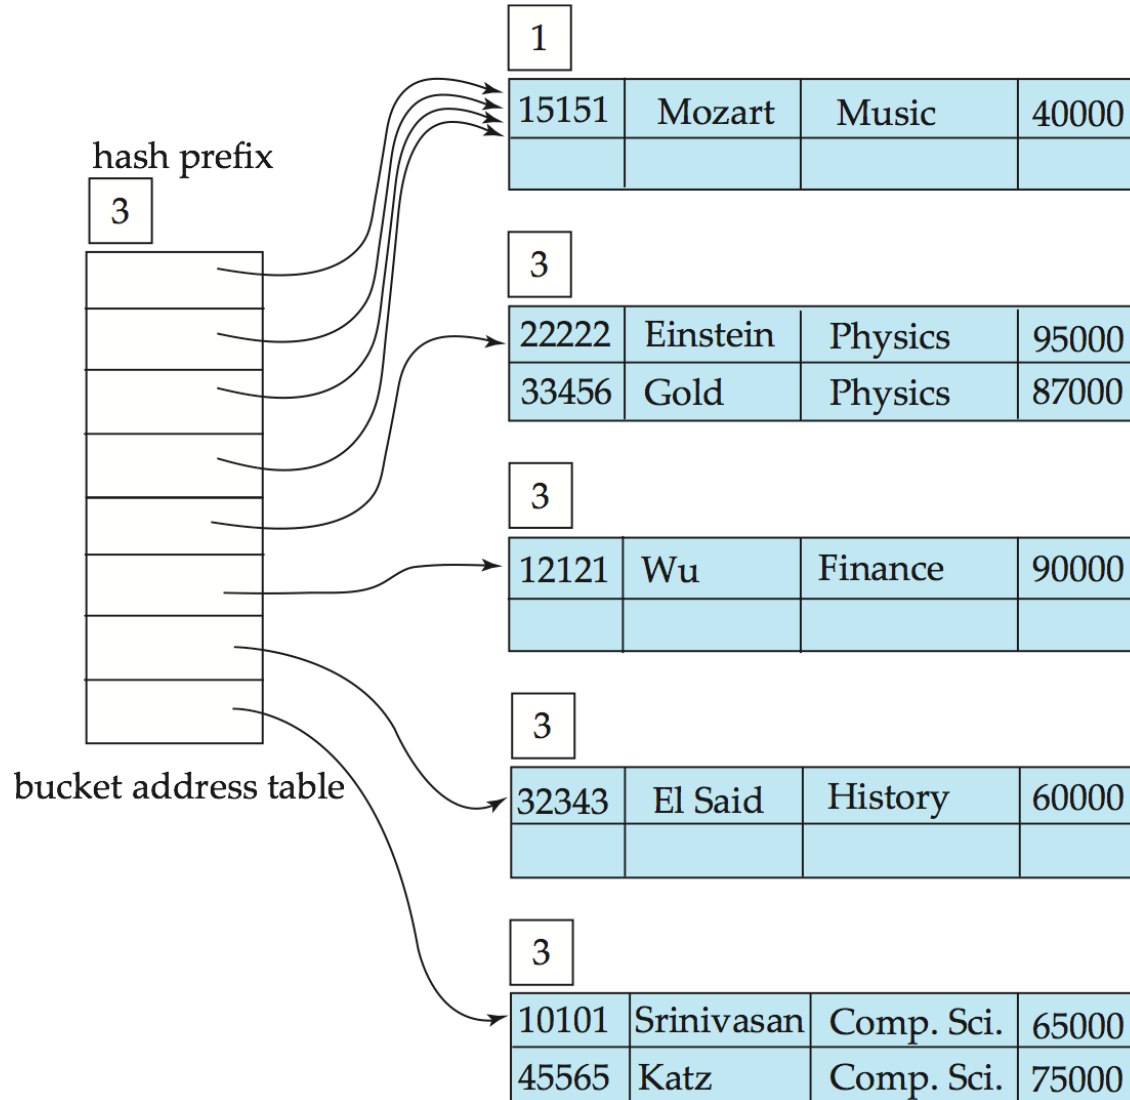 hash prefix
3
bucket address table
1
15151 Mozart Music 40000
3
22222 Einstein Physics 95000
33456 Gold Physics 87000
3
12121 Wu Finance 90000
3
32343 El Said History 60000
3
10101 Srinivasan Comp. Sci. 65000
45565 Katz Comp. Sci. 75000